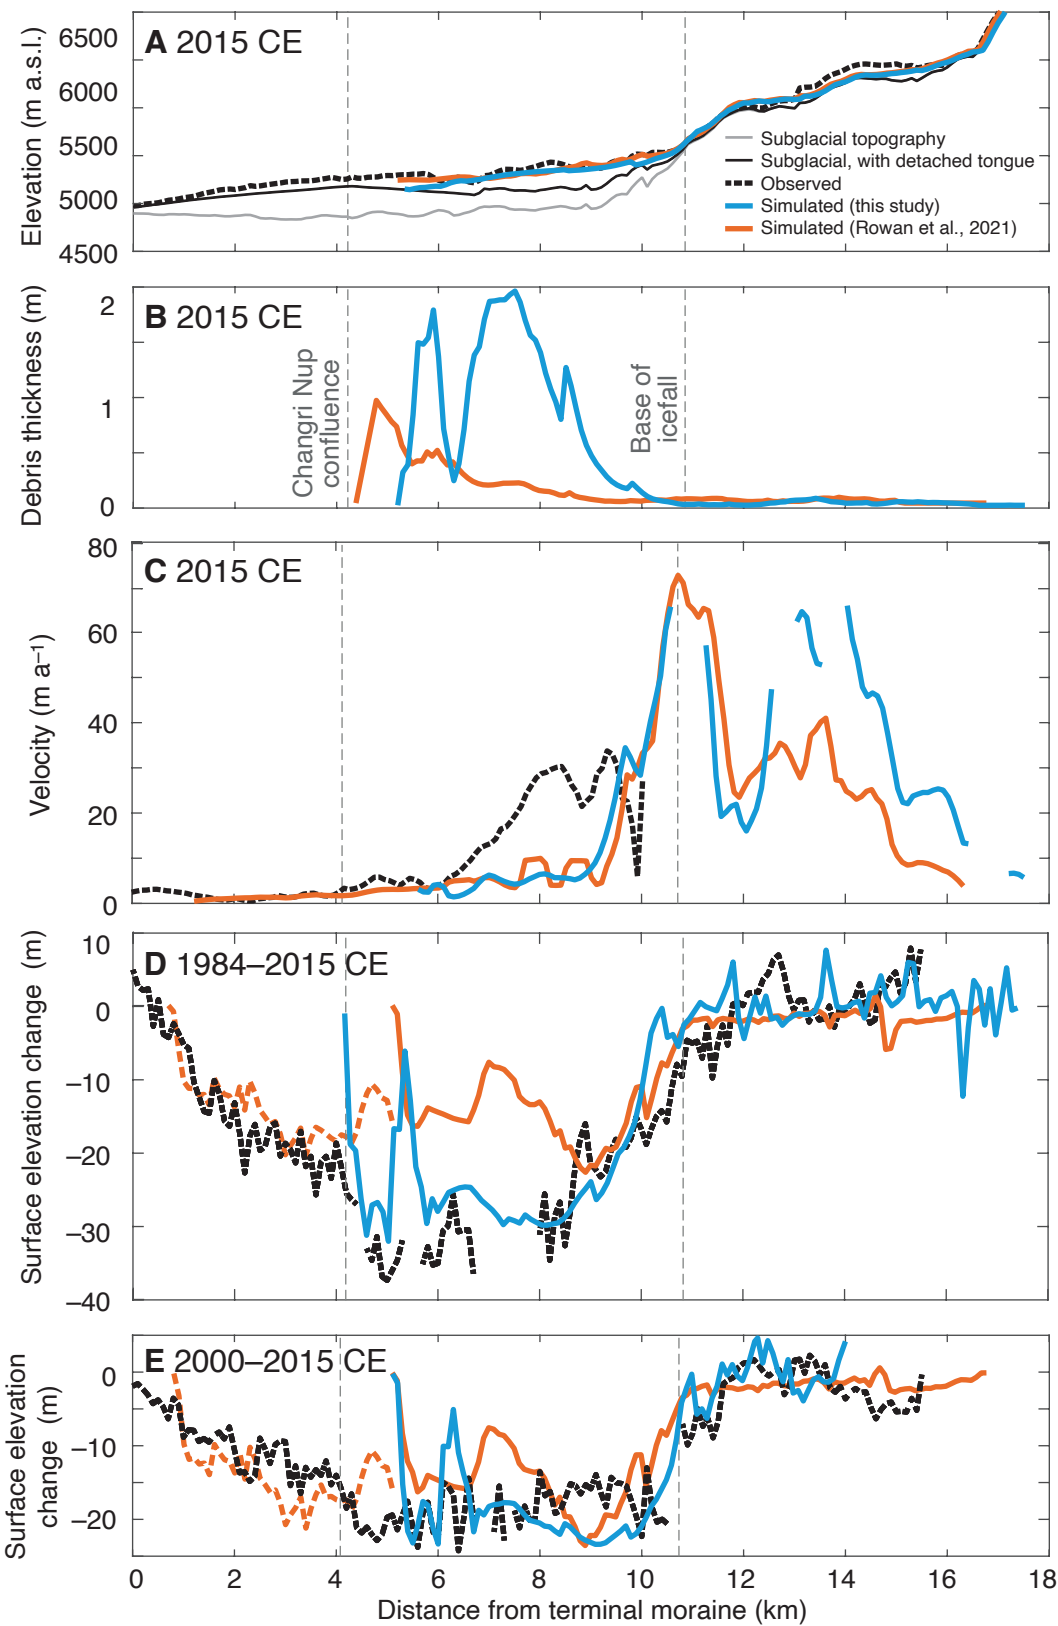 A 2015 CE
Elevation (m a.s.l.)
6500
6000
5500
5000
4500
Subglacial topography
Subglacial, with detached tongue
Observed
Simulated (this study)
Simulated (Rowan et al., 2021)
B 2015 CE
Debris thickness (m)
2
1
0
Changri Nup
confluence
Base of
icefall
C 2015 CE
Velocity (m a⁻¹)
80
60
40
20
0
D 1984–2015 CE
Surface elevation change (m)
10
0
–10
–20
–30
–40
E 2000–2015 CE
Surface elevation
change (m)
0
–10
–20
0 2 4 6 8 10 12 14 16 18
Distance from terminal moraine (km)